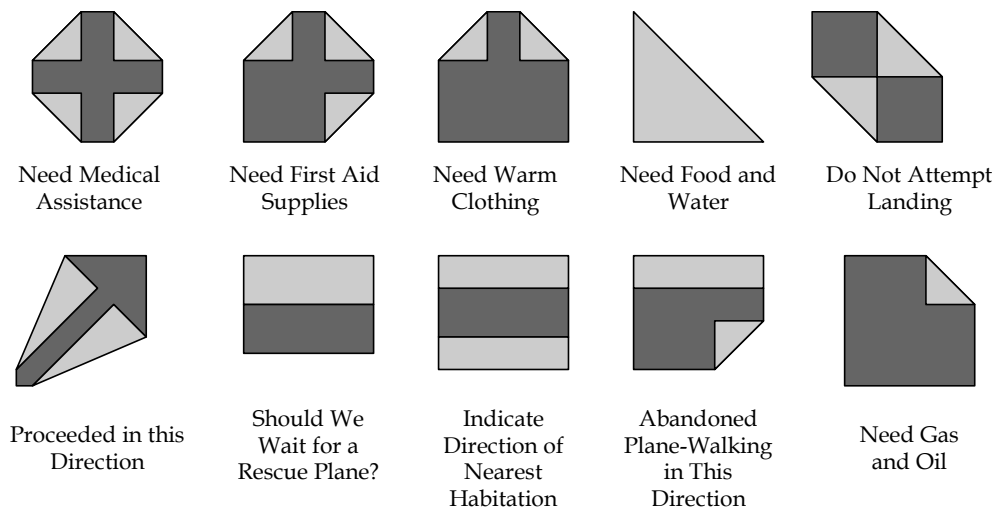 Need Medical
Assistance
Need First Aid
Supplies
Need Warm
Clothing
Need Food and
Water
Do Not Attempt
Landing
Proceeded in this
Direction
Should We
Wait for a
Rescue Plane?
Indicate
Direction of
Nearest
Habitation
Abandoned
Plane-Walking
in This
Direction
Need Gas
and Oil